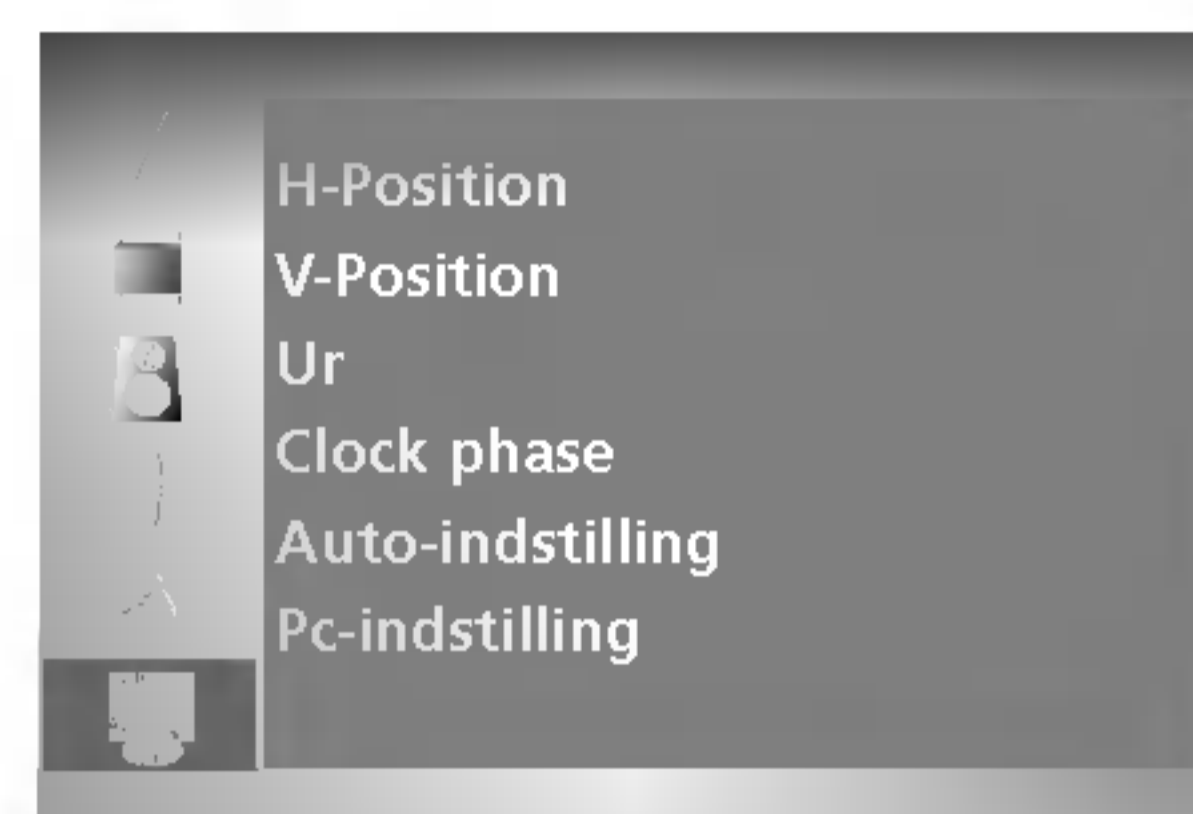 H-Position
V-Position
Ur
Clock phase
Auto-indstilling
Pc-indstilling